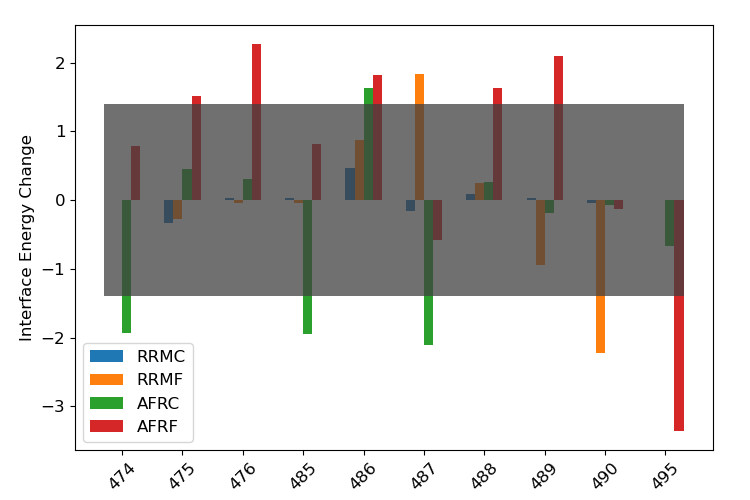 Interface Energy Change
2
1
0
−1
−2
−3
RRMC
RRMF
AFRC
AFRF
474 475 476 485 486 487 488 489 490 495